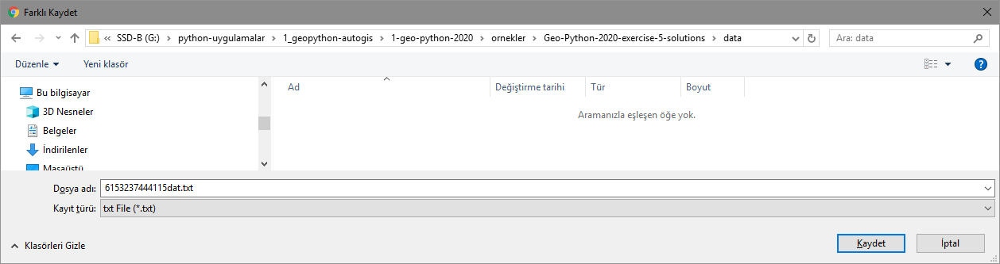 Farklı Kaydet
« SSD-B (G:) › python-uygulamalar › 1_geopython-autogis › 1-geo-python-2020 › ornekler › Geo-Python-2020-exercise-5-solutions › data
Ara: data
Düzenle
Yeni klasör
Bu bilgisayar
3D Nesneler
Belgeler
İndirilenler
Masaüstü
Ad Değiştirme tarihi Tür Boyut
Aramanızla eşleşen öğe yok.
Dosya adı: 6153237444115dat.txt
Kayıt türü: txt File (*.txt)
Klasörleri Gizle
Kaydet
İptal